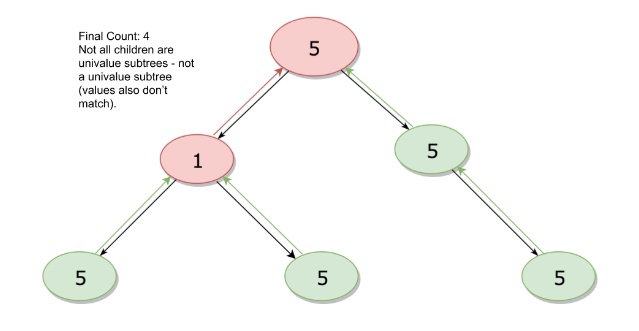 Final Count: 4
Not all children are
univalue subtrees - not
a univalue subtree
(values also don't
match).
5
1
5
5
5
5